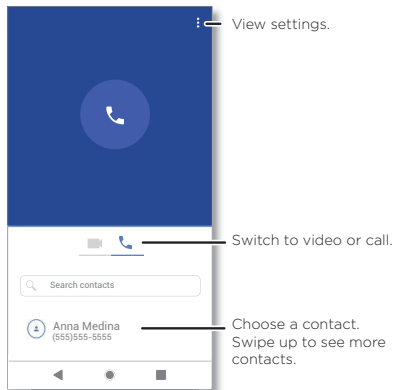 View settings.
Switch to video or call.
Search contacts
Anna Medina
(555)555-5555
Choose a contact.
Swipe up to see more
contacts.